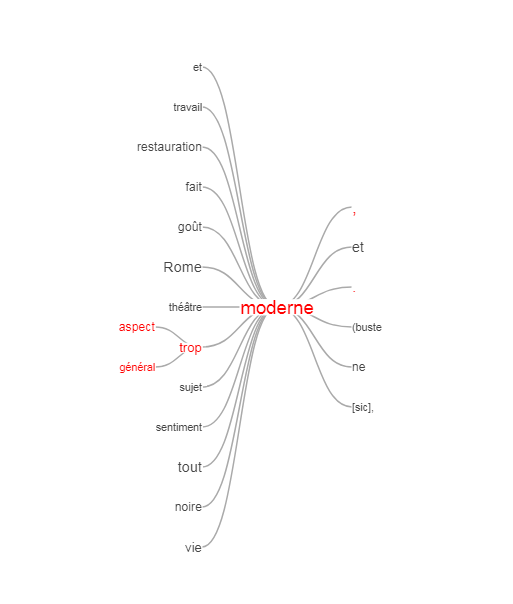 et
travail
restauration
fait
goût
Rome
théâtre
aspect
trop
général
sujet
sentiment
tout
noire
vie
moderne
,
et
.
(buste
ne
[sic],